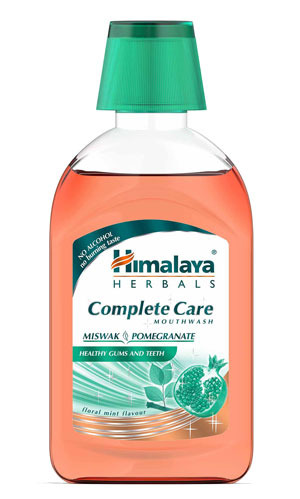 NO ALCOHOL
no burning taste
Himalaya®
HERBALS
Complete Care
MOUTHWASH
MISWAK POMEGRANATE
HEALTHY GUMS AND TEETH
floral mint flavour